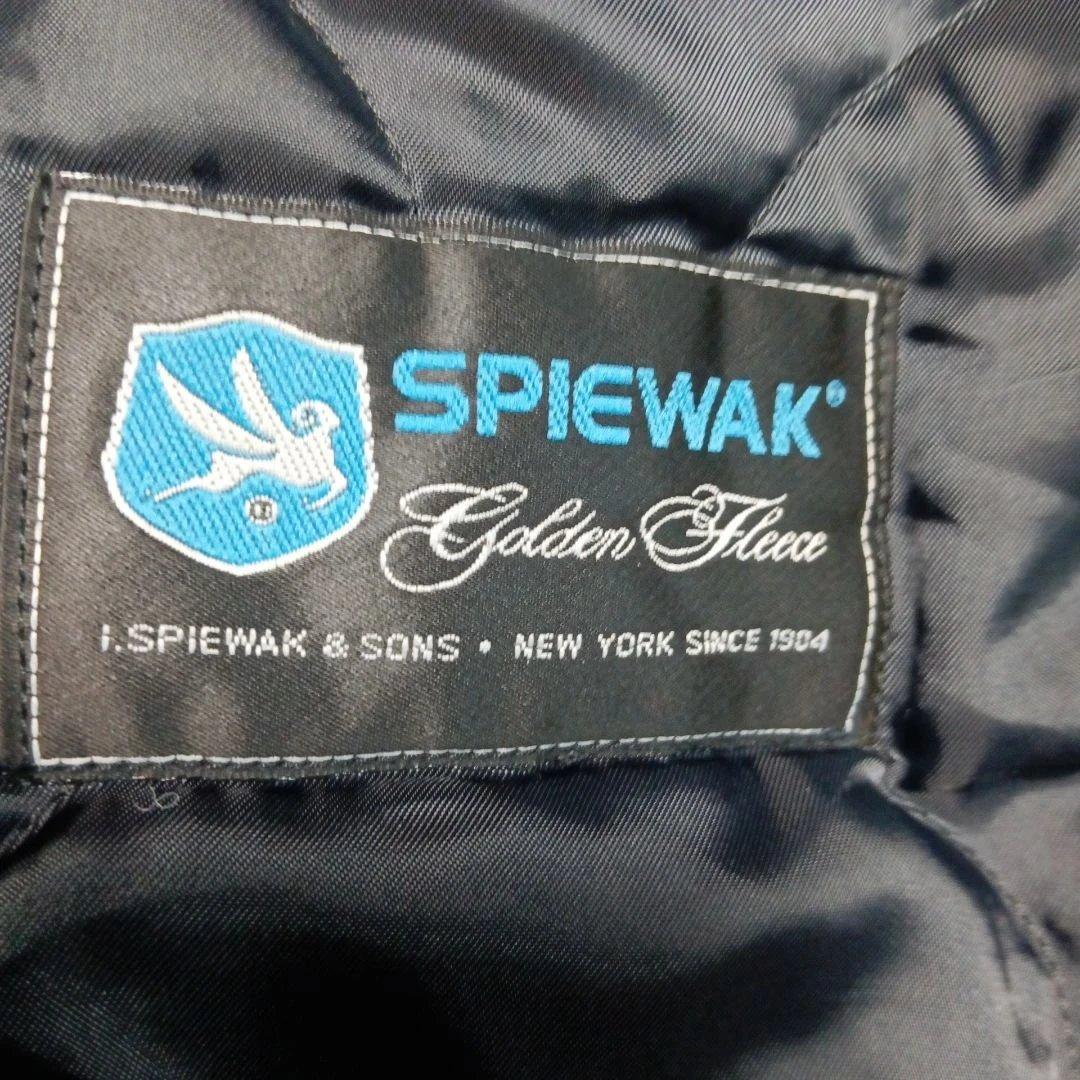 SPIEWAK®
Golden Fleece
I.SPIEWAK & SONS • NEW YORK SINCE 1904